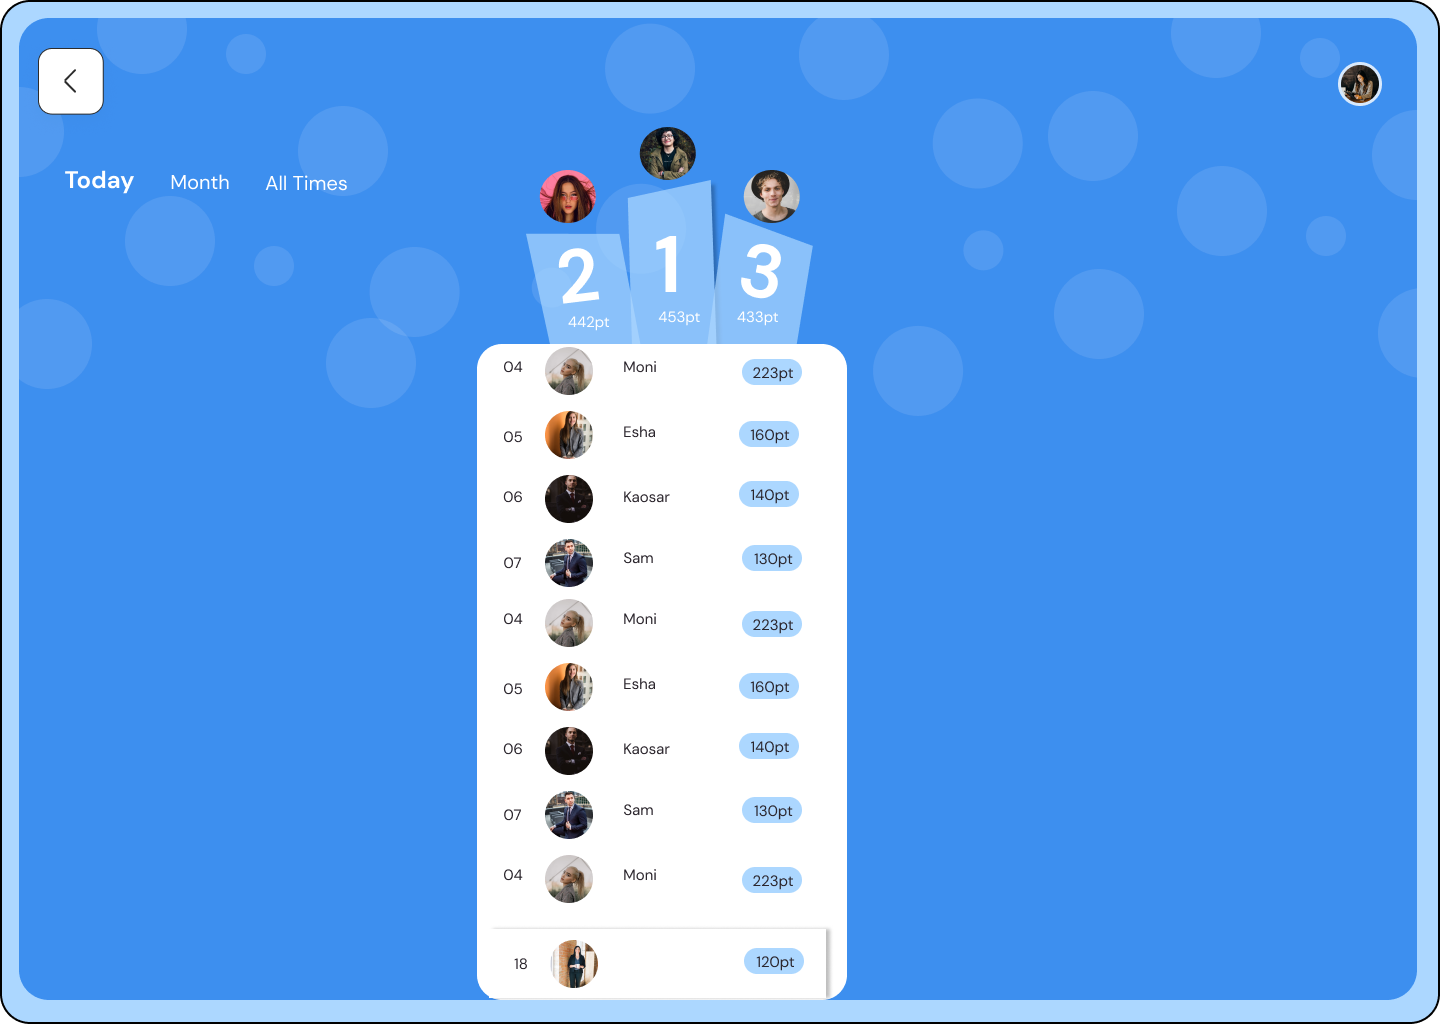 Today Month All Times
2 1 3
442pt 453pt 433pt
04 Moni 223pt
05 Esha 160pt
06 Kaosar 140pt
07 Sam 130pt
04 Moni 223pt
05 Esha 160pt
06 Kaosar 140pt
07 Sam 130pt
04 Moni 223pt
18 120pt